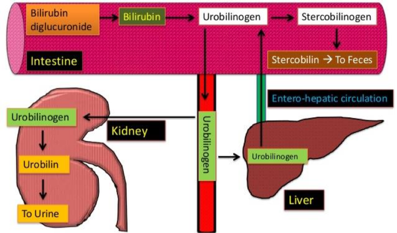 Bilirubin
diglucuronide
Bilirubin
Urobilinogen
Stercobilinogen
Intestine
Stercobilin → To Feces
Entero-hepatic circulation
Urobilinogen
Kidney
Urobilinogen
Urobilinogen
Urobilin
To Urine
Liver